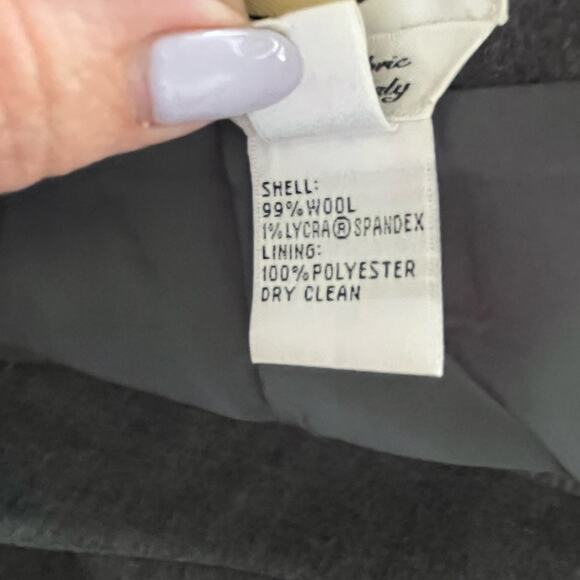 SHELL:
99% WOOL
1% LYCRA® SPANDEX
LINING:
100% POLYESTER
DRY CLEAN